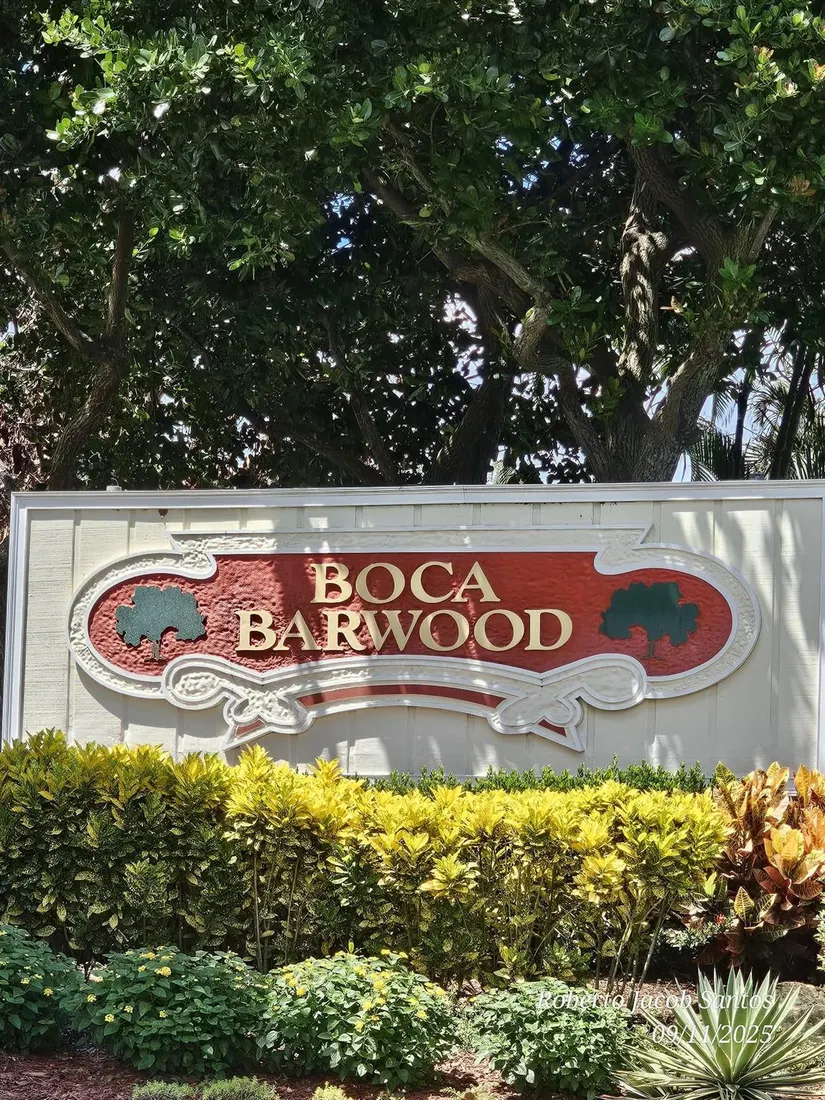 BOCA
BARWOOD
Roberto Jacob Santos
09/11/2025